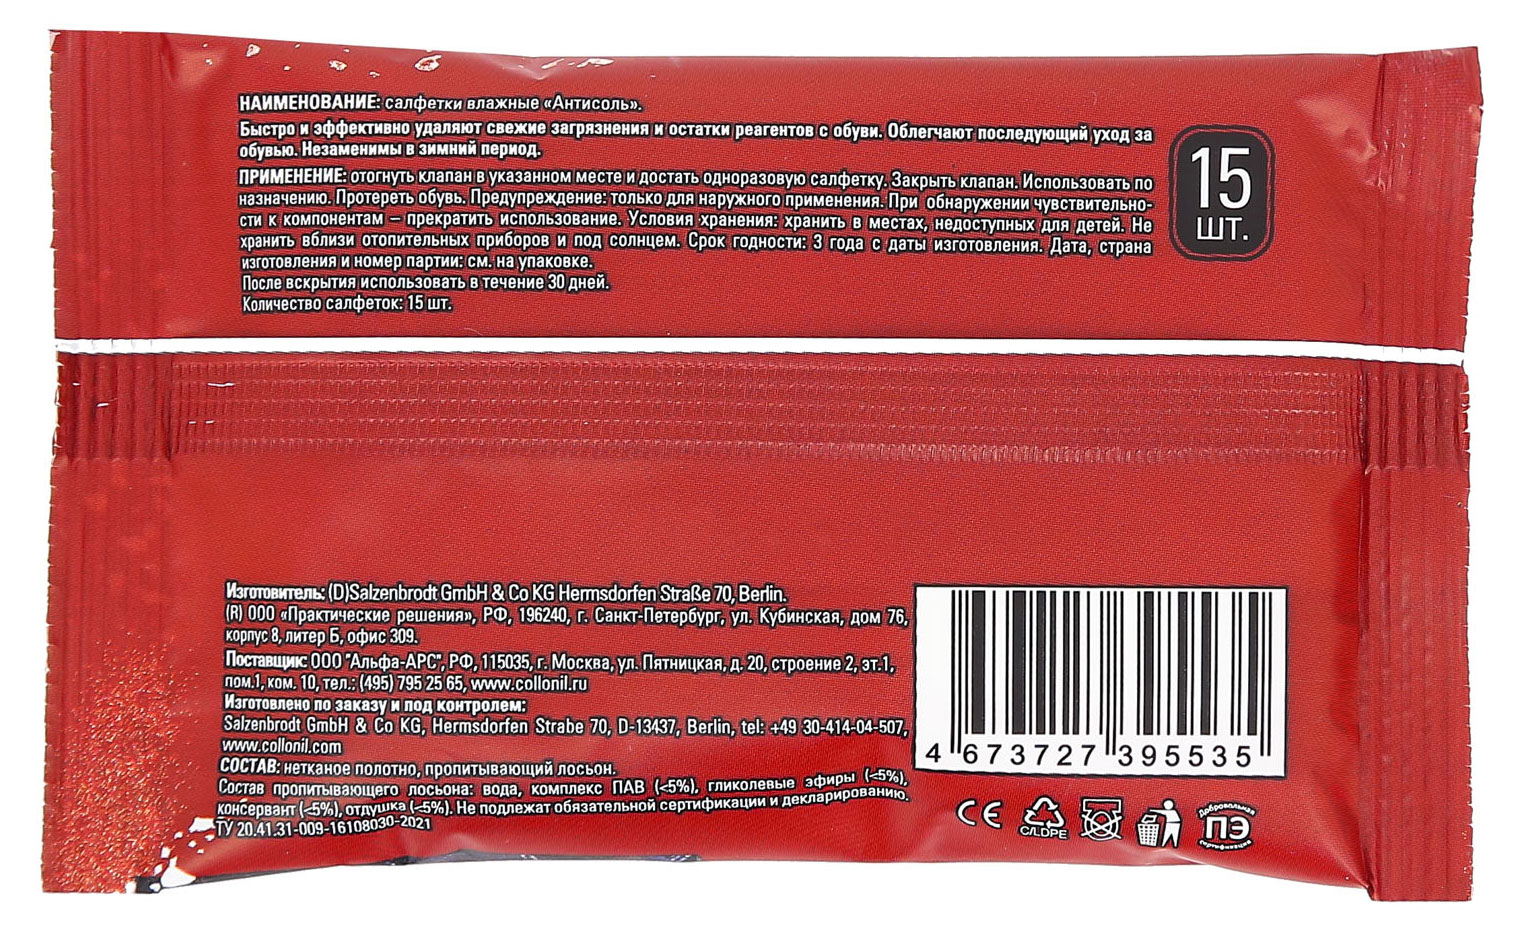 НАИМЕНОВАНИЕ: салфетки влажные «Антисоль».
Быстро и эффективно удаляют свежие загрязнения и остатки реагентов с обуви. Облегчают последующий уход за
обувью. Незаменимы в зимний период.
ПРИМЕНЕНИЕ: отогнуть клапан в указанном месте и достать одноразовую салфетку. Закрыть клапан. Использовать по
назначению. Протереть обувь. Предупреждение: только для наружного применения. При обнаружении чувствительно-
сти к компонентам – прекратить использование. Условия хранения: хранить в местах, недоступных для детей. Не
хранить вблизи отопительных приборов и под солнцем. Срок годности: 3 года с даты изготовления. Дата, страна
изготовления и номер партии: см. на упаковке.
После вскрытия использовать в течение 30 дней.
Количество салфеток: 15 шт.
15
ШТ.
Изготовитель: (D)Salzenbrodt GmbH & Co KG Hermsdorfen Straße 70, Berlin.
(R) ООО «Практические решения», РФ, 196240, г. Санкт-Петербург, ул. Кубинская, дом 76,
корпус 8, литер Б, офис 309.
Поставщик: ООО "Альфа-АРС", РФ, 115035, г. Москва, ул. Пятницкая, д. 20, строение 2, эт.1,
пом.1, ком. 10, тел.: (495) 795 25 65, www.collonil.ru
Изготовлено по заказу и под контролем:
Salzenbrodt GmbH & Co KG, Hermsdorfen Strabe 70, D-13437, Berlin, tel: +49 30-414-04-507,
www.collonil.com
СОСТАВ: нетканое полотно, пропитывающий лосьон.
Состав пропитывающего лосьона: вода, комплекс ПАВ (<5%), гликолевые эфиры (<5%),
консервант (<5%), отдушка (<5%). Не подлежат обязательной сертификации и декларированию.
ТУ 20.41.31-009-16108030-2021
4 673727 395535
CE
C/LDPE
Добровольная
ПЭ
сертификация